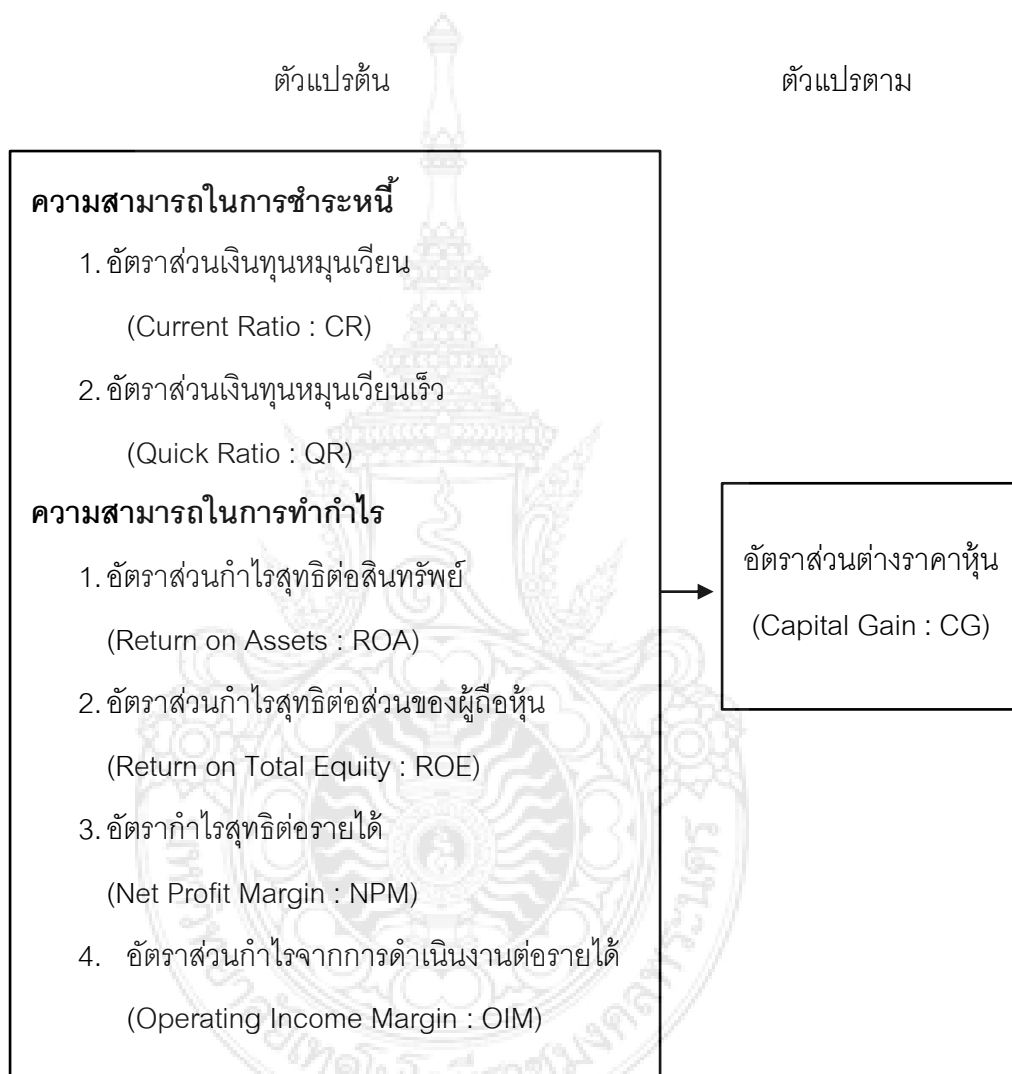 ตัวแปรต้น
ตัวแปรตาม
ความสามารถในการชำระหนี้
1. อัตราส่วนเงินทุนหมุนเวียน
(Current Ratio : CR)
2. อัตราส่วนเงินทุนหมุนเวียนเร็ว
(Quick Ratio : QR)
ความสามารถในการทำกำไร
1. อัตราส่วนกำไรสุทธิต่อสินทรัพย์
(Return on Assets : ROA)
2. อัตราส่วนกำไรสุทธิต่อส่วนของผู้ถือหุ้น
(Return on Total Equity : ROE)
3. อัตรากำไรสุทธิต่อรายได้
(Net Profit Margin : NPM)
4. อัตราส่วนกำไรจากการดำเนินงานต่อรายได้
(Operating Income Margin : OIM)
อัตราส่วนต่างราคาหุ้น
(Capital Gain : CG)